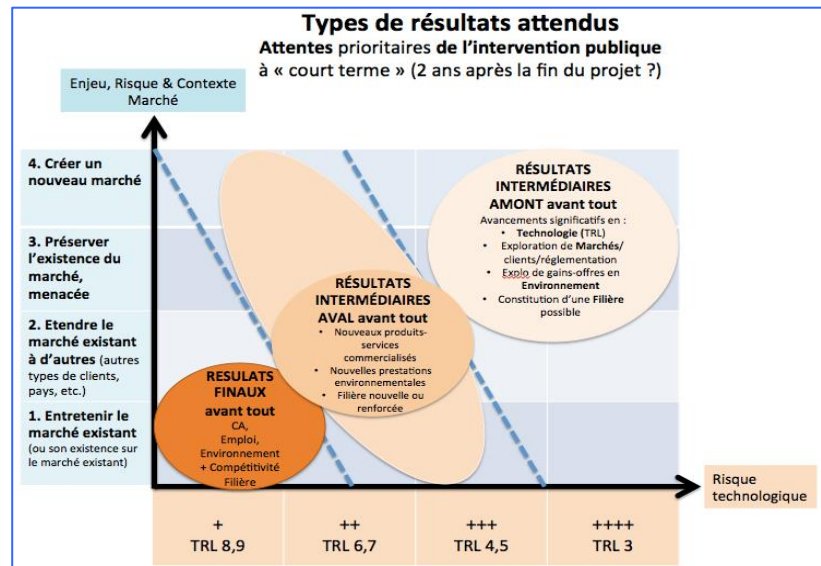 Types de résultats attendus
Attentes prioritaires de l'intervention publique
à « court terme » (2 ans après la fin du projet ?)
Enjeu, Risque & Contexte
Marché
4. Créer un
nouveau marché
3. Préserver
l'existence du
marché,
menacée
2. Etendre le
marché existant
à d'autres (autres
types de clients,
pays, etc.)
1. Entretenir le
marché existant
(ou son existence sur
le marché existant)
RÉSULTATS
INTERMÉDIAIRES
AMONT avant tout
Avancements significatifs en :
• Technologie (TRL)
• Exploration de Marchés/
clients/réglementation
• Explo de gains-offres en
Environnement
• Constitution d'une Filière
possible
RÉSULTATS
INTERMÉDIAIRES
AVAL avant tout
• Nouveaux produits-
services
commercialisés
• Nouvelles prestations
environnementales
• Filière nouvelle ou
renforcée
RESULATS
FINAUX
avant tout
CA,
Emploi,
Environnement
+ Compétitivité
Filière
Risque
technologique
+
TRL 8,9
++
TRL 6,7
+++
TRL 4,5
++++
TRL 3